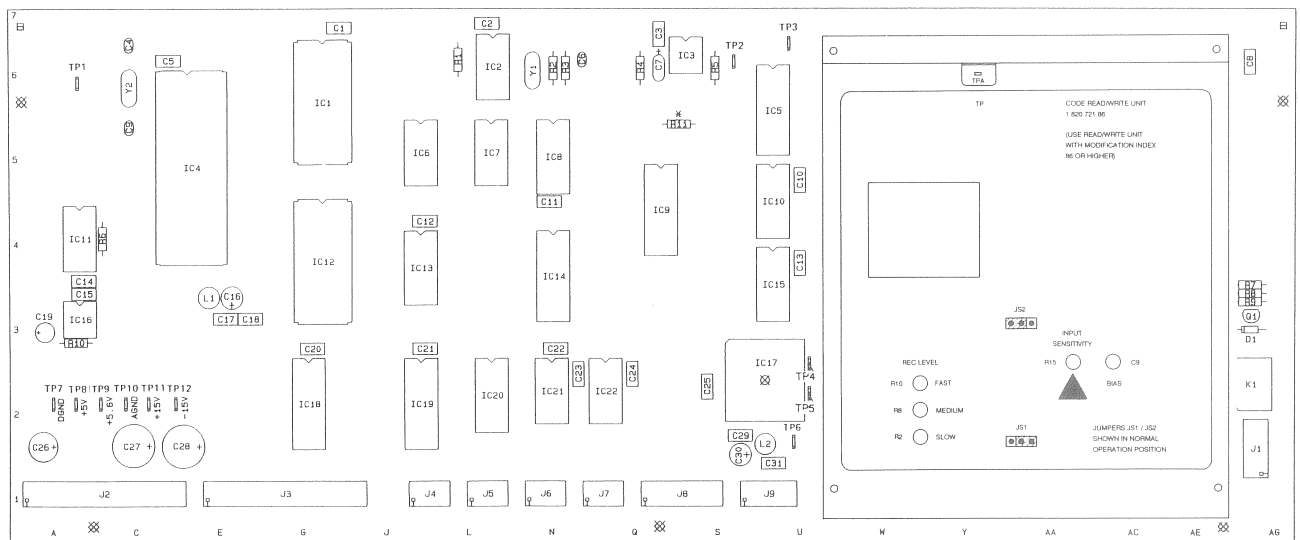 7
C1
C2
C3
TP3
C4
TP2
C5
R1
IC2
Y1
R2
R3
C6
R4
C7
IC3
R5
C8
6
TP1
Y2
TPA
IC1
IC5
TP
CODE READ/WRITE UNIT
1 820.721.86
C9
*
R11
(USE READ/WRITE UNIT
WITH MODIFICATION INDEX
86 OR HIGHER)
5
IC4
IC6
IC7
IC8
C10
C11
IC9
IC10
4
IC11
R6
C12
IC12
IC13
IC14
C13
C14
C15
IC15
R7
R8
R9
L1
C16
C19
IC16
C17
C18
JS2
Q1
3
R10
INPUT
SENSITIVITY
D1
C20
C21
C22
IC17
R15
C9
REC LEVEL
C23
C24
TP4
C25
BIAS
TP7
TP8
TP9
TP10
TP11
TP12
DGND
+5V
+5.6V
AGND
+15V
-15V
R10
FAST
K1
2
IC18
IC19
IC20
IC21
IC22
TP5
R8
MEDIUM
C26
C27
C28
C29
L2
TP6
C30
C31
R2
SLOW
JS1
JUMPERS JS1 / JS2
SHOWN IN NORMAL
OPERATION POSITION
J1
1
J2
J3
J4
J5
J6
J7
J8
J9
A
C
E
G
J
L
N
Q
S
U
W
Y
AA
AC
AE
AG